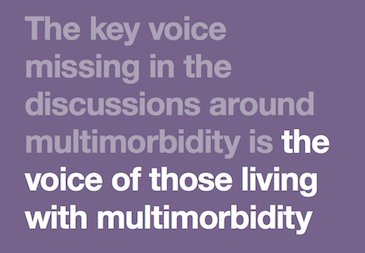 The key voice
missing in the
discussions around
multimorbidity is the
voice of those living
with multimorbidity